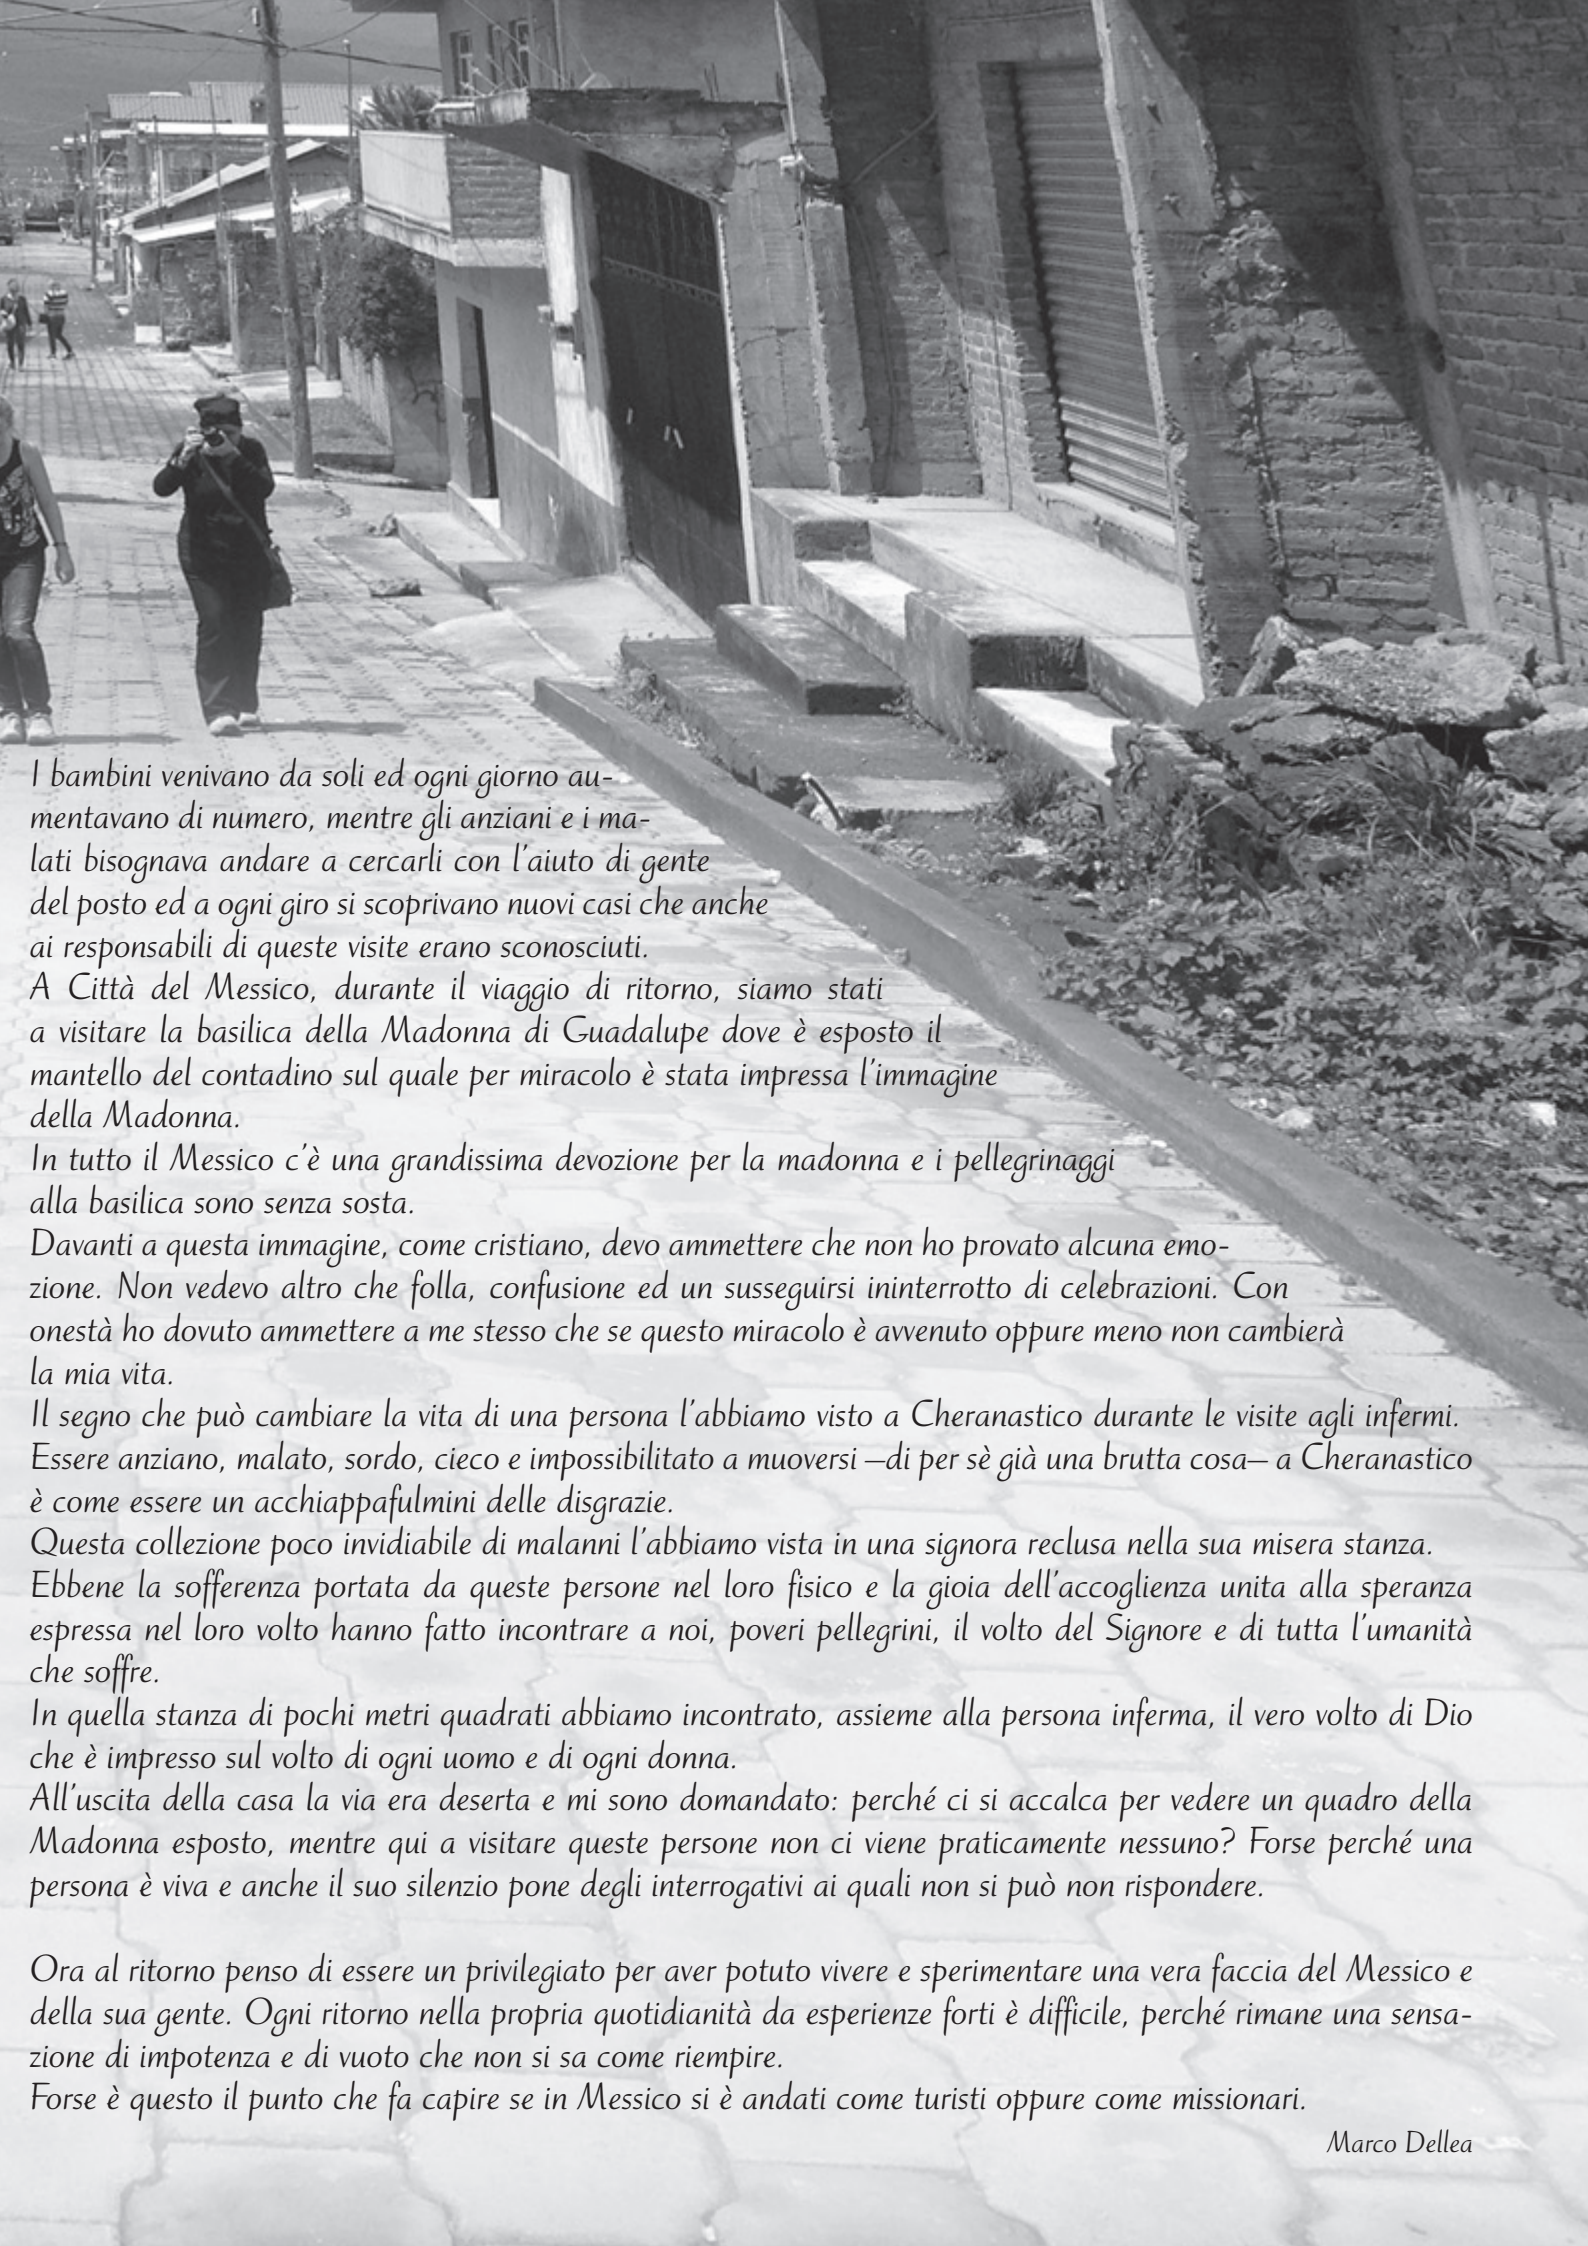 I bambini venivano da soli ed ogni giorno au-
mentavano di numero, mentre gli anziani e i ma-
lati bisognava andare a cercarli con l'aiuto di gente
del posto ed a ogni giro si scoprivano nuovi casi che anche
ai responsabili di queste visite erano sconosciuti.
A Città del Messico, durante il viaggio di ritorno, siamo stati
a visitare la basilica della Madonna di Guadalupe dove è esposto il
mantello del contadino sul quale per miracolo è stata impressa l'immagine
della Madonna.
In tutto il Messico c'è una grandissima devozione per la madonna e i pellegrinaggi
alla basilica sono senza sosta.
Davanti a questa immagine, come cristiano, devo ammettere che non ho provato alcuna emo-
zione. Non vedevo altro che folla, confusione ed un susseguirsi ininterrotto di celebrazioni. Con
onestà ho dovuto ammettere a me stesso che se questo miracolo è avvenuto oppure meno non cambierà
la mia vita.
Il segno che può cambiare la vita di una persona l'abbiamo visto a Cheranastico durante le visite agli infermi.
Essere anziano, malato, sordo, cieco e impossibilitato a muoversi –di per sè già una brutta cosa– a Cheranastico
è come essere un acchiappafulmini delle disgrazie.
Questa collezione poco invidiabile di malanni l'abbiamo vista in una signora reclusa nella sua misera stanza.
Ebbene la sofferenza portata da queste persone nel loro fisico e la gioia dell'accoglienza unita alla speranza
espressa nel loro volto hanno fatto incontrare a noi, poveri pellegrini, il volto del Signore e di tutta l'umanità
che soffre.
In quella stanza di pochi metri quadrati abbiamo incontrato, assieme alla persona inferma, il vero volto di Dio
che è impresso sul volto di ogni uomo e di ogni donna.
All'uscita della casa la via era deserta e mi sono domandato: perché ci si accalca per vedere un quadro della
Madonna esposto, mentre qui a visitare queste persone non ci viene praticamente nessuno? Forse perché una
persona è viva e anche il suo silenzio pone degli interrogativi ai quali non si può non rispondere.
Ora al ritorno penso di essere un privilegiato per aver potuto vivere e sperimentare una vera faccia del Messico e
della sua gente. Ogni ritorno nella propria quotidianità da esperienze forti è difficile, perché rimane una sensa-
zione di impotenza e di vuoto che non si sa come riempire.
Forse è questo il punto che fa capire se in Messico si è andati come turisti oppure come missionari.
Marco Dellea